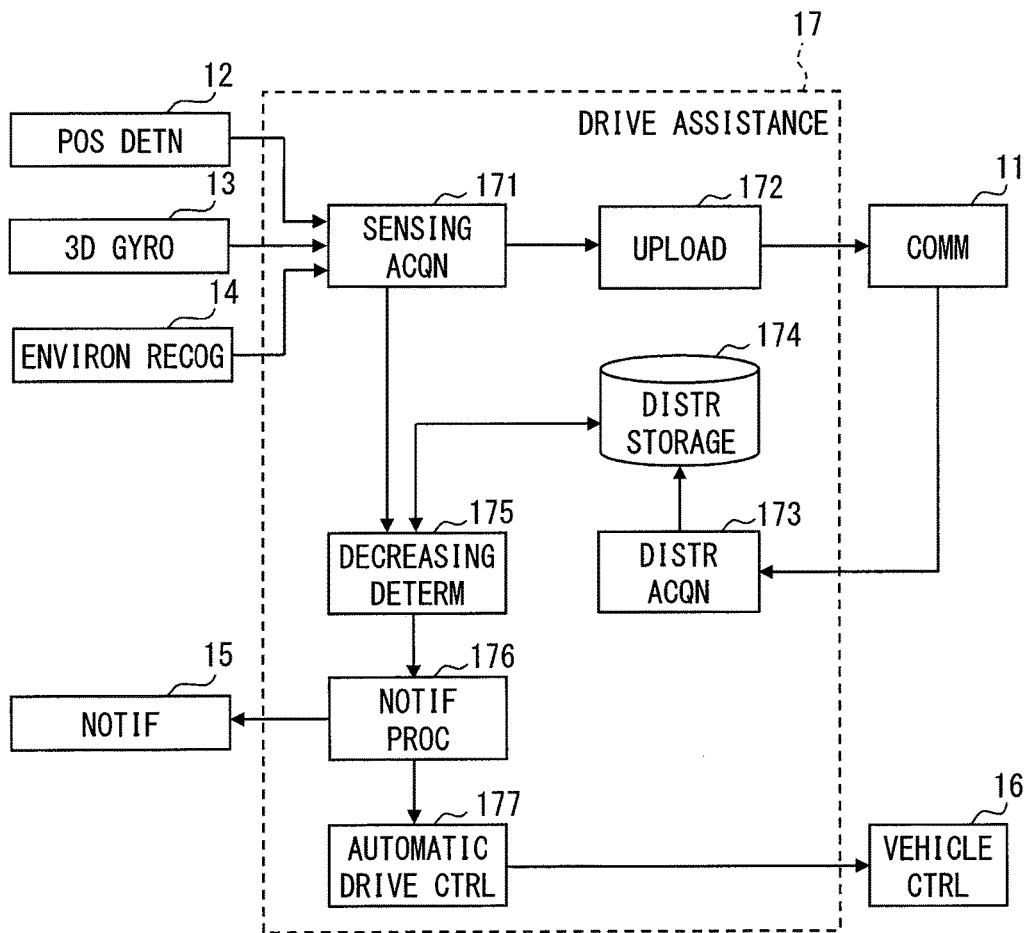 17
12
DRIVE ASSISTANCE
POS DETN
171
172
11
13
SENSING
ACQN
UPLOAD
COMM
3D GYRO
14
ENVIRON RECOG
174
DISTR
STORAGE
175
173
DECREASING
DETERM
DISTR
ACQN
15
176
NOTIF
NOTIF
PROC
177
16
AUTOMATIC
DRIVE CTRL
VEHICLE
CTRL